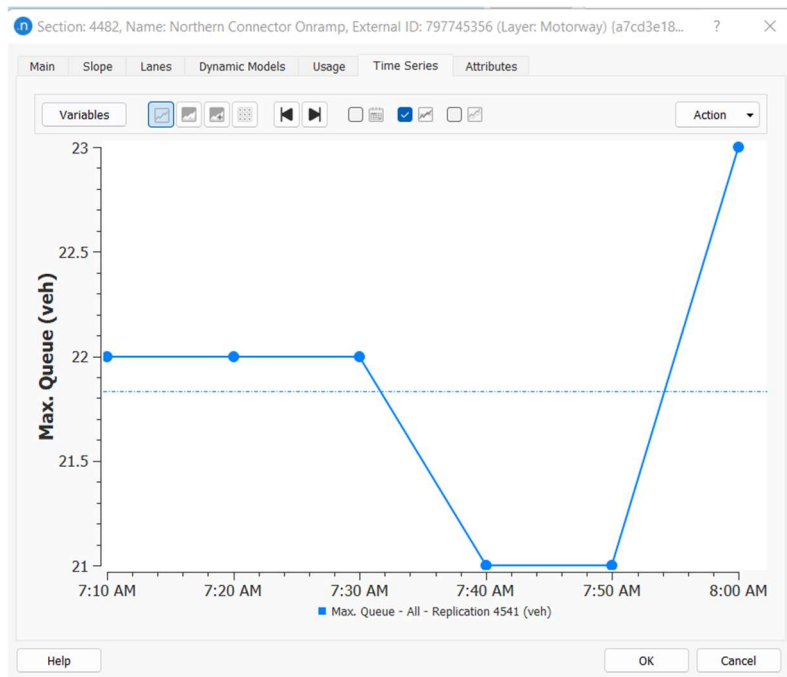 n Section: 4482, Name: Northern Connector Onramp, External ID: 797745356 (Layer: Motorway) {a7cd3e18... ?
Main Slope Lanes Dynamic Models Usage Time Series Attributes
Variables Action
23
22.5
22
21.5
21
Max. Queue (veh)
7:10 AM 7:20 AM 7:30 AM 7:40 AM 7:50 AM 8:00 AM
Max. Queue - All - Replication 4541 (veh)
Help OK Cancel